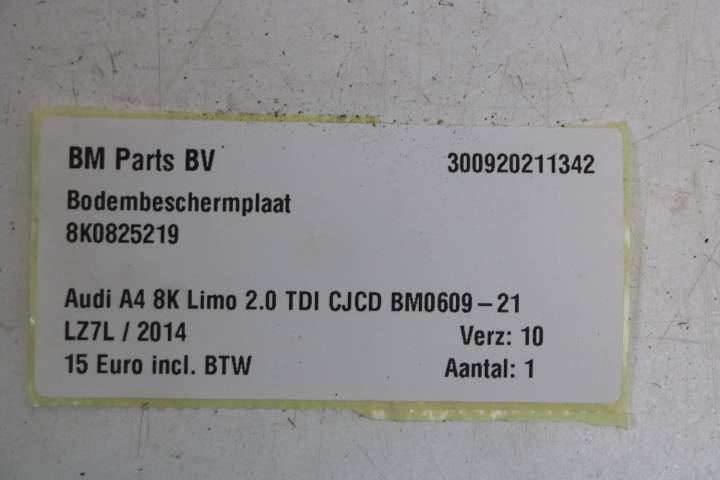 BM Parts BV 300920211342
Bodembeschermplaat
8K0825219
Audi A4 8K Limo 2.0 TDI CJCD BM0609-21
LZ7L / 2014 Verz: 10
15 Euro incl. BTW Aantal: 1